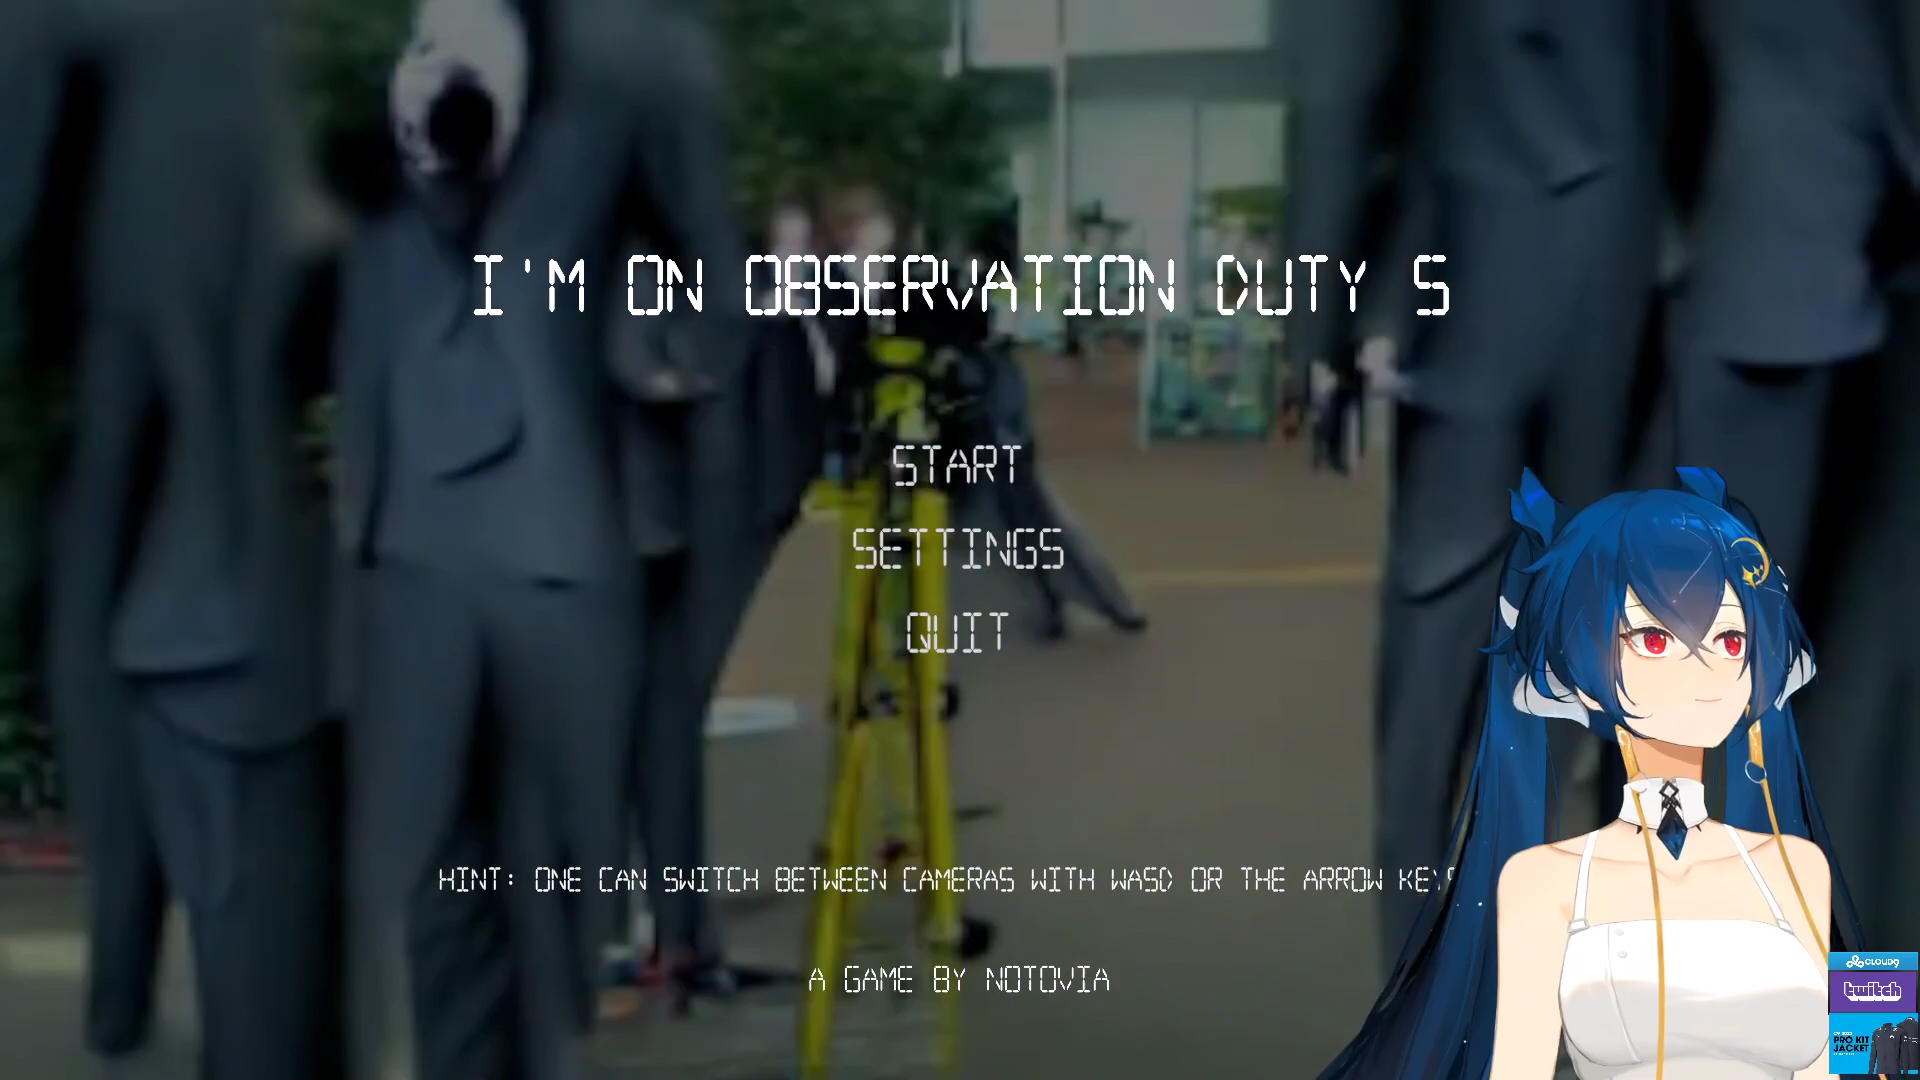 I'M ON OBSERVATION DUTY 5
START
SETTINGS
QUIT
HINT: ONE CAN SWITCH BETWEEN CAMERAS WITH WASD OR THE ARROW KEYS
A GAME BY NOTOVIA
CLOUD9
twitch
PRO KIT
JACKET